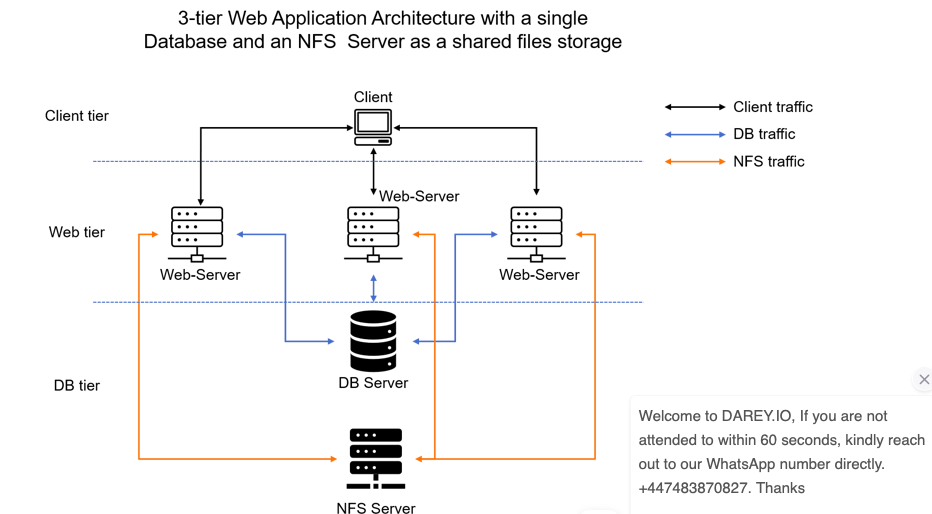 3-tier Web Application Architecture with a single
Database and an NFS Server as a shared files storage
Client
Client tier
Client traffic
DB traffic
NFS traffic
Web-Server
Web tier
Web-Server
Web-Server
DB Server
DB tier
NFS Server
Welcome to DAREY.IO, If you are not
attended to within 60 seconds, kindly reach
out to our WhatsApp number directly.
+447483870827. Thanks